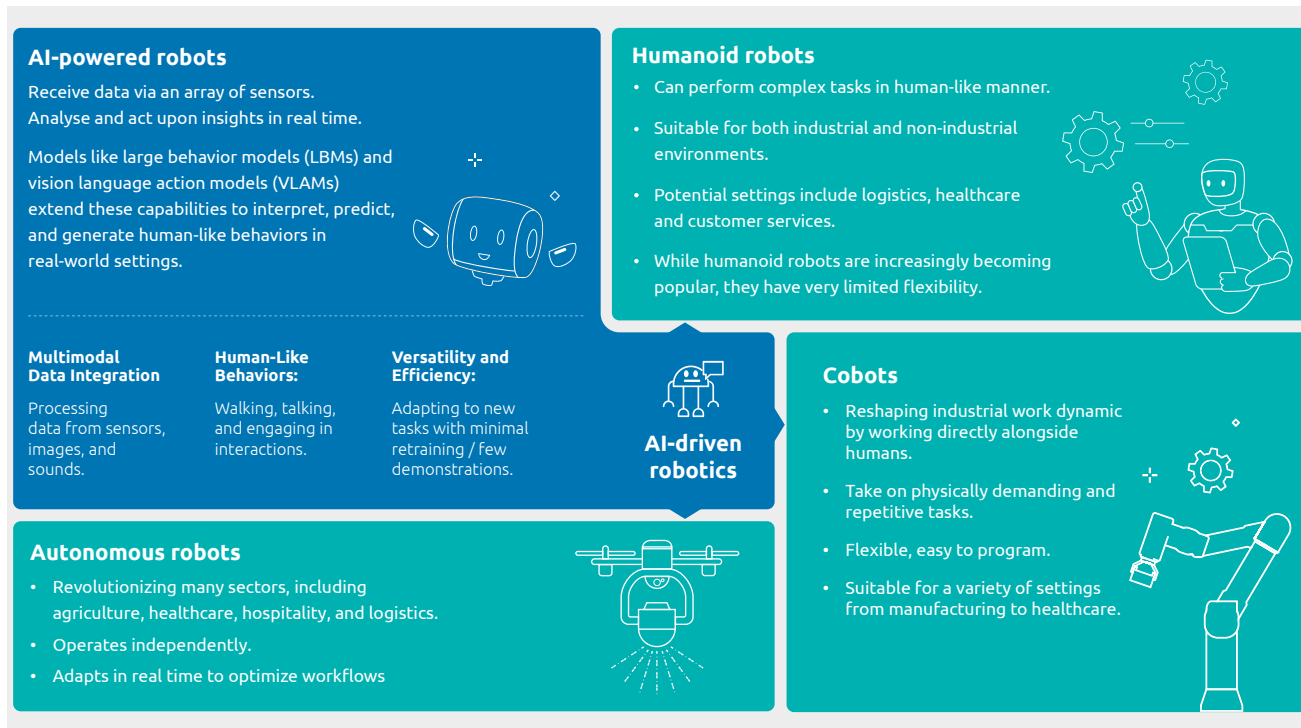 AI-powered robots
Receive data via an array of sensors.
Analyse and act upon insights in real time.
Models like large behavior models (LBMs) and
vision language action models (VLAMs)
extend these capabilities to interpret, predict,
and generate human-like behaviors in
real-world settings.
Multimodal
Data Integration
Processing
data from sensors,
images, and
sounds.
Human-Like
Behaviors:
Walking, talking,
and engaging in
interactions.
Versatility and
Efficiency:
Adapting to new
tasks with minimal
retraining / few
demonstrations.
AI-driven
robotics
Humanoid robots
• Can perform complex tasks in human-like manner.
• Suitable for both industrial and non-industrial
environments.
• Potential settings include logistics, healthcare
and customer services.
• While humanoid robots are increasingly becoming
popular, they have very limited flexibility.
Cobots
• Reshaping industrial work dynamic
by working directly alongside
humans.
• Take on physically demanding and
repetitive tasks.
• Flexible, easy to program.
• Suitable for a variety of settings
from manufacturing to healthcare.
Autonomous robots
• Revolutionizing many sectors, including
agriculture, healthcare, hospitality, and logistics.
• Operates independently.
• Adapts in real time to optimize workflows